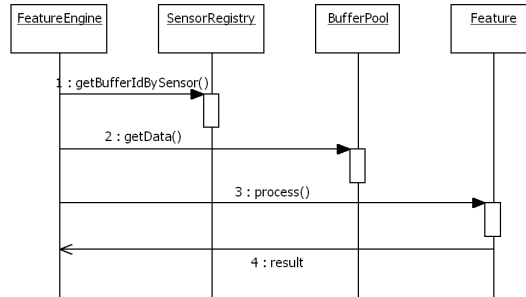 FeatureEngine
SensorRegistry
BufferPool
Feature
1 : getBufferIdBySensor()
2 : getData()
3 : process()
4 : result